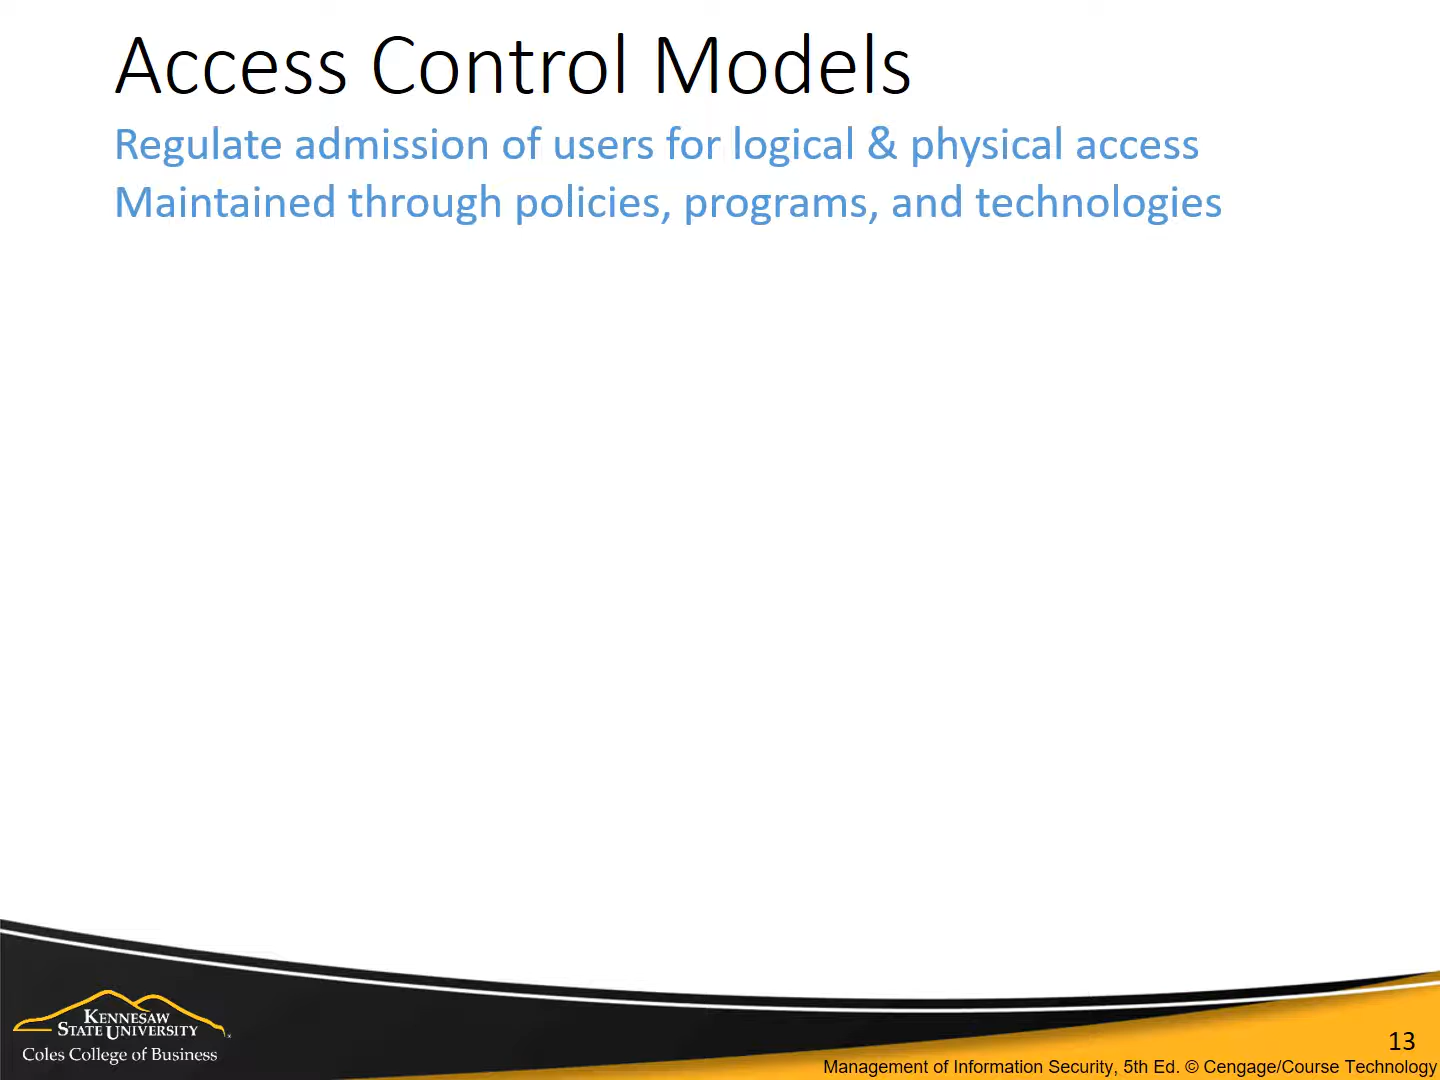 Access Control Models
Regulate admission of users for logical & physical access
Maintained through policies, programs, and technologies
KENNESAW
STATE UNIVERSITY
Coles College of Business
13
Management of Information Security, 5th Ed. © Cengage/Course Technology